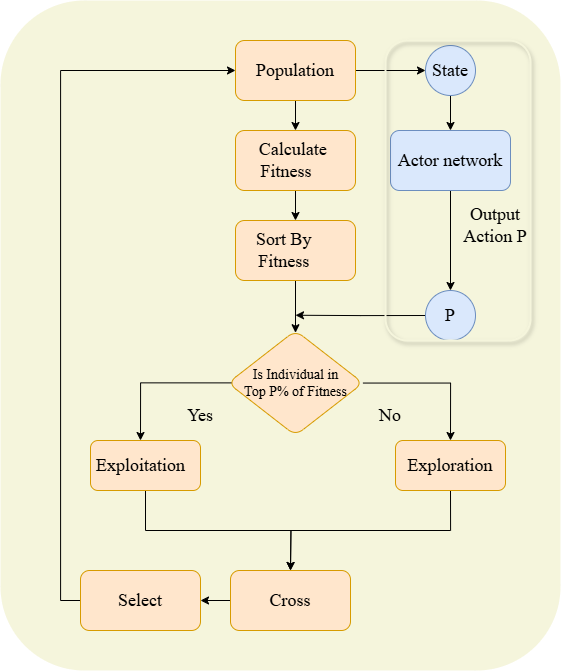 Population
State
Calculate
Fitness
Actor network
Output
Action P
Sort By
Fitness
P
Is Individual in
Top P% of Fitness
Yes
No
Exploitation
Exploration
Select
Cross